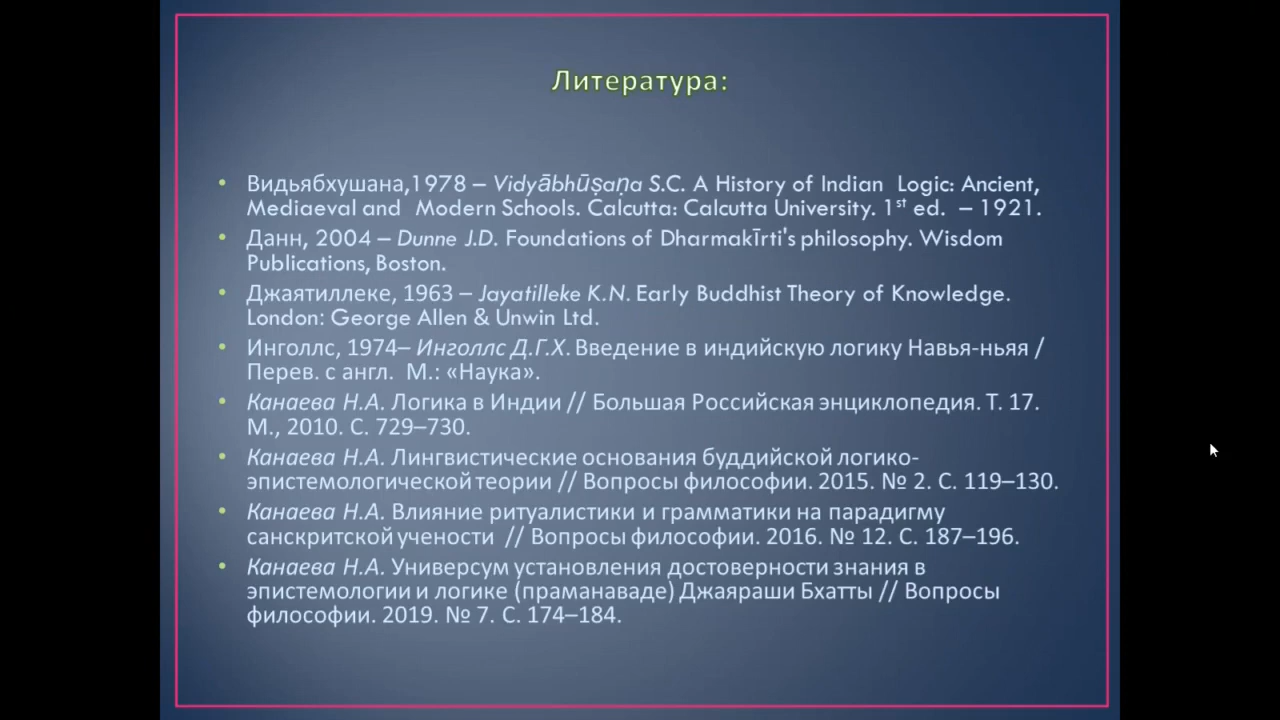 Литература:
Видьябхушана,1978 – Vidyābhūṣaṇa S.C. A History of Indian Logic: Ancient,
Mediaeval and Modern Schools. Calcutta: Calcutta University. 1st ed. – 1921.
Данн, 2004 – Dunne J.D. Foundations of Dharmakīrti's philosophy. Wisdom
Publications, Boston.
Джаятиллеке, 1963 – Jayatilleke K.N. Early Buddhist Theory of Knowledge.
London: George Allen & Unwin Ltd.
Инголлс, 1974– Инголлс Д.Г.Х. Введение в индийскую логику Навья-ньяя /
Перев. с англ. М.: «Наука».
Канаева Н.А. Логика в Индии // Большая Российская энциклопедия. Т. 17.
М., 2010. С. 729–730.
Канаева Н.А. Лингвистические основания буддийской логико-
эпистемологической теории // Вопросы философии. 2015. № 2. С. 119–130.
Канаева Н.А. Влияние ритуалистики и грамматики на парадигму
санскритской учености // Вопросы философии. 2016. № 12. С. 187–196.
Канаева Н.А. Универсум установления достоверности знания в
эпистемологии и логике (праманаваде) Джаяраши Бхатты // Вопросы
философии. 2019. № 7. С. 174–184.